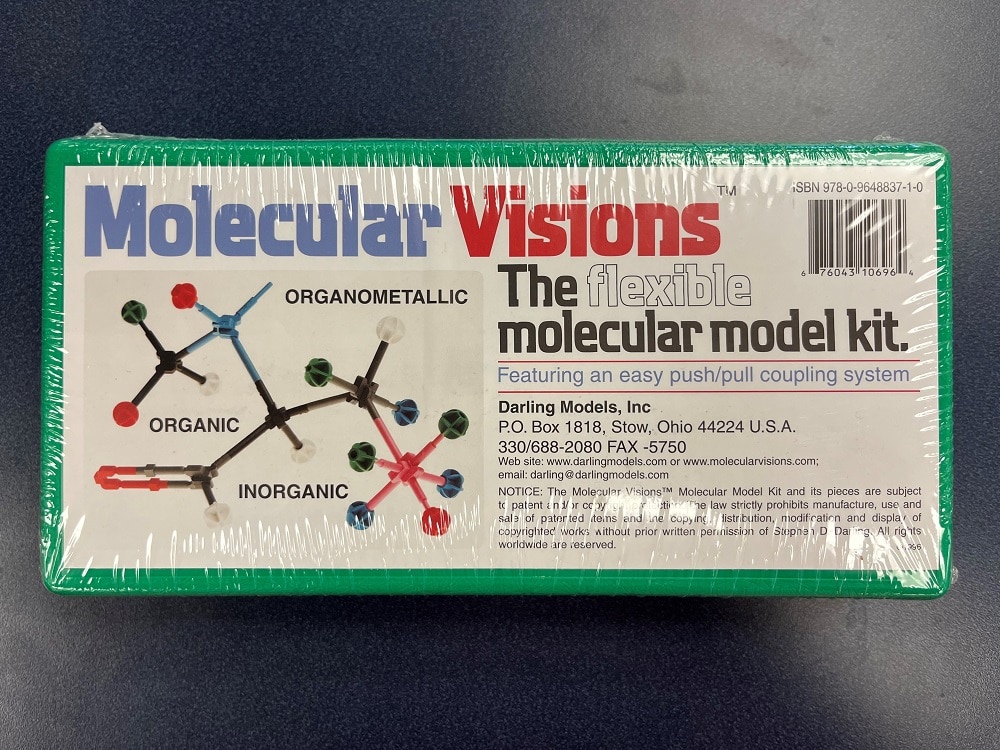 Molecular Visions™
ISBN 978-0-9648837-1-0
6 76043 10696 4
The flexible
molecular model kit.
Featuring an easy push/pull coupling system
ORGANOMETALLIC
ORGANIC
INORGANIC
Darling Models, Inc
P.O. Box 1818, Stow, Ohio 44224 U.S.A.
330/688-2080 FAX -5750
Web site: www.darlingmodels.com or www.molecularvisions.com;
email: darling@darlingmodels.com
NOTICE: The Molecular Visions™ Molecular Model Kit and its pieces are subject
to patent and/or The law strictly prohibits manufacture, use and
sale of patented items and the copying, distribution, modification and display of
copyrighted works without prior written permission of Stephen D. Darling. All rights
worldwide are reserved.